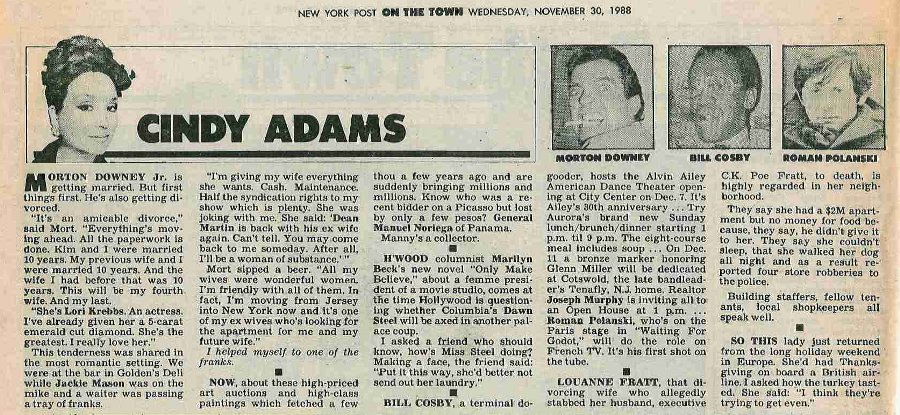 NEW YORK POST ON THE TOWN WEDNESDAY, NOVEMBER 30, 1988
CINDY ADAMS
MORTON DOWNEY
BILL COSBY
ROMAN POLANSKI
MORTON DOWNEY Jr. is
getting married. But first
things first. He's also getting di-
vorced.
"It's an amicable divorce,"
said Mort. "Everything's mov-
ing ahead. All the paperwork is
done. Kim and I were married
10 years. My previous wife and I
were married 10 years. And the
wife I had before that was 10
years. This will be my fourth
wife. And my last.
"She's Lori Krebbs. An actress.
I've already given her a 5-carat
emerald cut diamond. She's the
greatest. I really love her."
This tenderness was shared in
the most romantic setting. We
were at the bar in Golden's Deli
while Jackie Mason was on the
mike and a waiter was passing
a tray of franks.
"I'm giving my wife everything
she wants. Cash. Maintenance.
Half the syndication rights to my
show which is plenty. She was
joking with me. She said: 'Dean
Martin is back with his ex wife
again. Can't tell. You may come
back to me someday. After all,
I'll be a woman of substance.'"
Mort sipped a beer. "All my
wives were wonderful women.
I'm friendly with all of them. In
fact, I'm moving from Jersey
into New York now and it's one
of my ex wives who's looking for
the apartment for me and my
future wife."
I helped myself to one of the
franks.
NOW, about these high-priced
art auctions and high-class
paintings which fetched a few
thou a few years ago and are
suddenly bringing millions and
millions. Know who was a re-
cent bidder on a Picasso but lost
by only a few pesos? General
Manuel Noriega of Panama.
Manny's a collector.
H'WOOD columnist Marilyn
Beck's new novel "Only Make
Believe," about a femme presi-
dent of a movie studio, comes at
the time Hollywood is question-
ing whether Columbia's Dawn
Steel will be axed in another pal-
ace coup.
I asked a friend who should
know, how's Miss Steel doing?
Making a face, the friend said:
"Put it this way, she'd better not
send out her laundry."
BILL COSBY, a terminal do-
gooder, hosts the Alvin Ailey
American Dance Theater open-
ing at City Center on Dec. 7. It's
Ailey's 30th anniversary ... Try
Aurora's brand new Sunday
lunch/brunch/dinner starting 1
p.m. til 9 p.m. The eight-course
meal includes soup ... On Dec.
11 a bronze marker honoring
Glenn Miller will be dedicated
at Cotswold, the late bandlead-
er's Tenafly, N.J. home. Realtor
Joseph Murphy is inviting all to
an Open House at 1 p.m. ...
Roman Polanski, who's on the
Paris stage in "Waiting For
Godot," will do the role on
French TV. It's his first shot on
the tube.
LOUANNE FRATT, that di-
vorcing wife who allegedly
stabbed her husband, executive
C.K. Poe Fratt, to death, is
highly regarded in her neigh-
borhood.
They say she had a $2M apart-
ment but no money for food be-
cause, they say, he didn't give it
to her. They say she couldn't
sleep, that she walked her dog
all night and as a result re-
ported four store robberies to
the police.
Building staffers, fellow ten-
ants, local shopkeepers all
speak well.
SO THIS lady just returned
from the long holiday weekend
in Europe. She'd had Thanks-
giving on board a British air-
line. I asked how the turkey tast-
ed. She said: "I think they're
trying to get even."